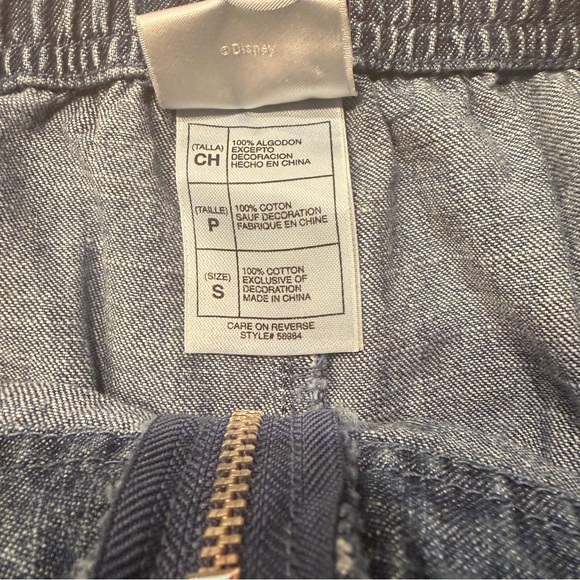 © Disney
(TALLA)
CH
100% ALGODON
EXCEPTO
DECORACION
HECHO EN CHINA
(TAILLE)
P
100% COTON
SAUF DECORATION
FABRIQUE EN CHINE
(SIZE)
S
100% COTTON
EXCLUSIVE OF
DECORATION
MADE IN CHINA
CARE ON REVERSE
STYLE# 56984